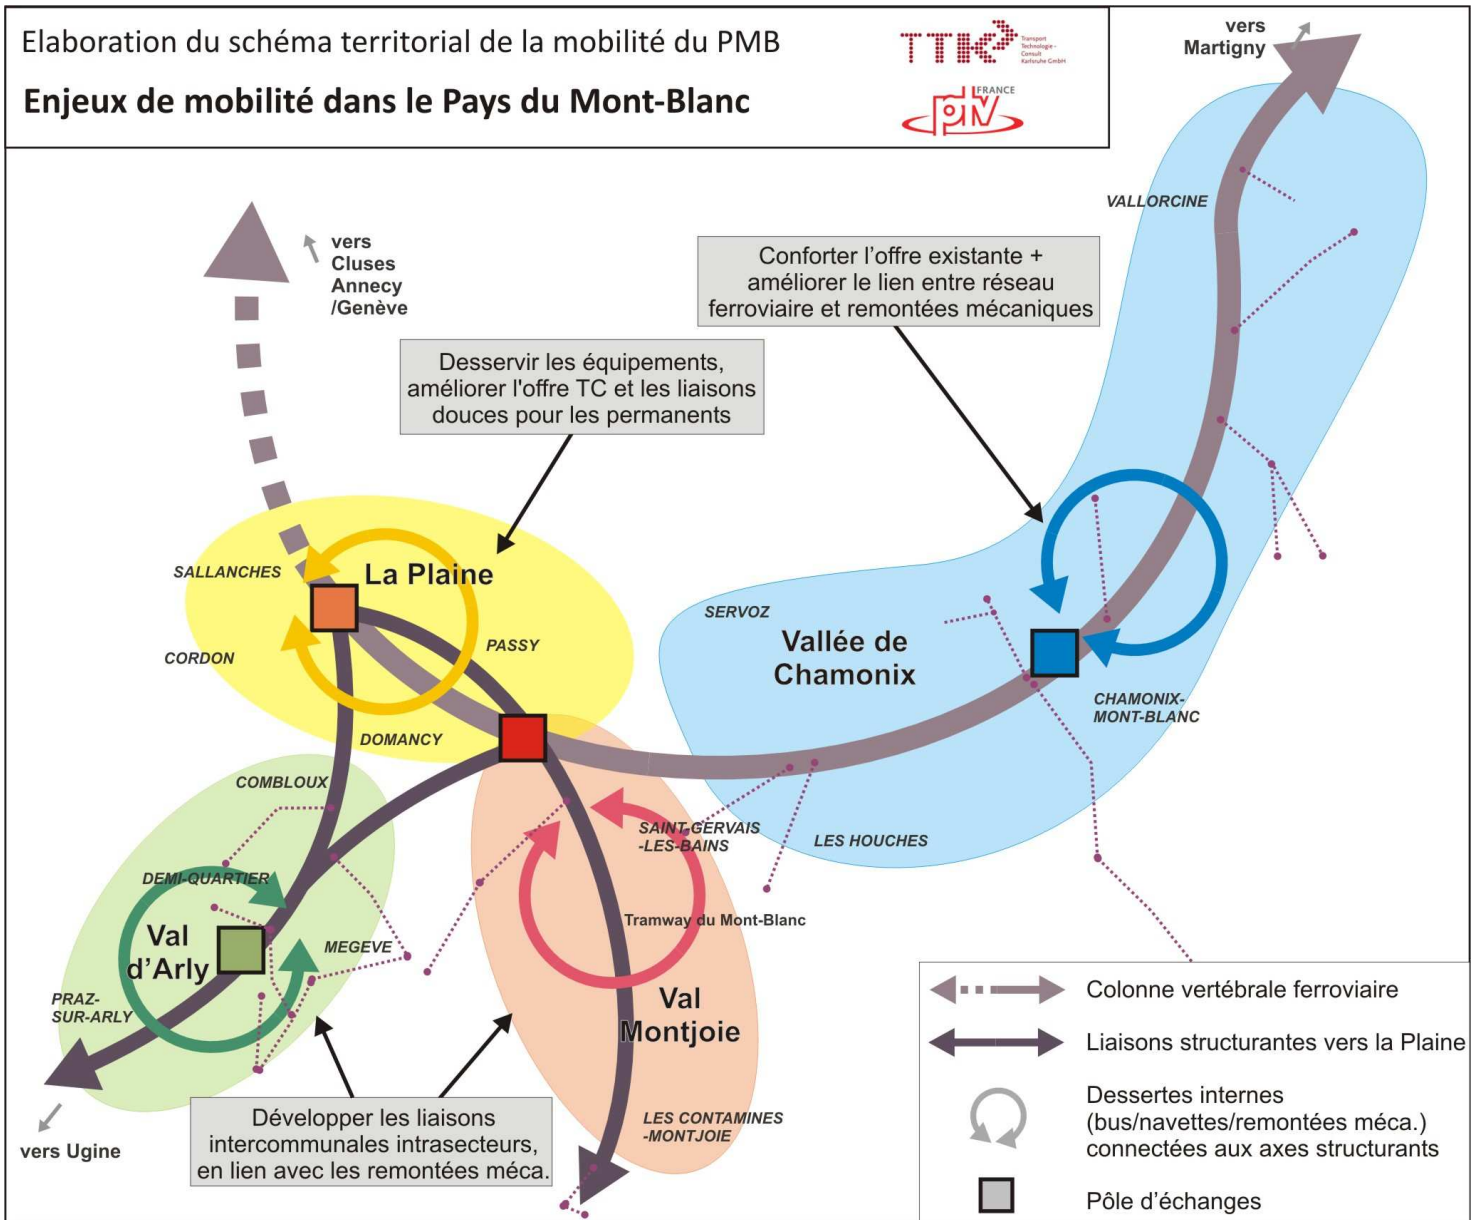 Elaboration du schéma territorial de la mobilité du PMB
Enjeux de mobilité dans le Pays du Mont-Blanc
TTK
Transport
Technologie -
Consult
Karlsruhe GmbH
ptv
FRANCE
vers
Martigny
vers
Cluses
Annecy
/Genève
VALLORCINE
Conforter l'offre existante +
améliorer le lien entre réseau
ferroviaire et remontées mécaniques
Desservir les équipements,
améliorer l'offre TC et les liaisons
douces pour les permanents
SALLANCHES
La Plaine
CORDON
PASSY
DOMANCY
SERVOZ
Vallée de
Chamonix
CHAMONIX-
MONT-BLANC
COMBLOUX
SAINT-GERVAIS
-LES-BAINS
LES HOUCHES
DEMI-QUARTIER
Val
d'Arly
MEGEVE
Tramway du Mont-Blanc
PRAZ-
SUR-ARLY
Val
Montjoie
LES CONTAMINES
-MONTJOIE
Développer les liaisons
intercommunales intrasecteurs,
en lien avec les remontées méca.
vers Ugine
Colonne vertébrale ferroviaire
Liaisons structurantes vers la Plaine
Dessertes internes
(bus/navettes/remontées méca.)
connectées aux axes structurants
Pôle d'échanges